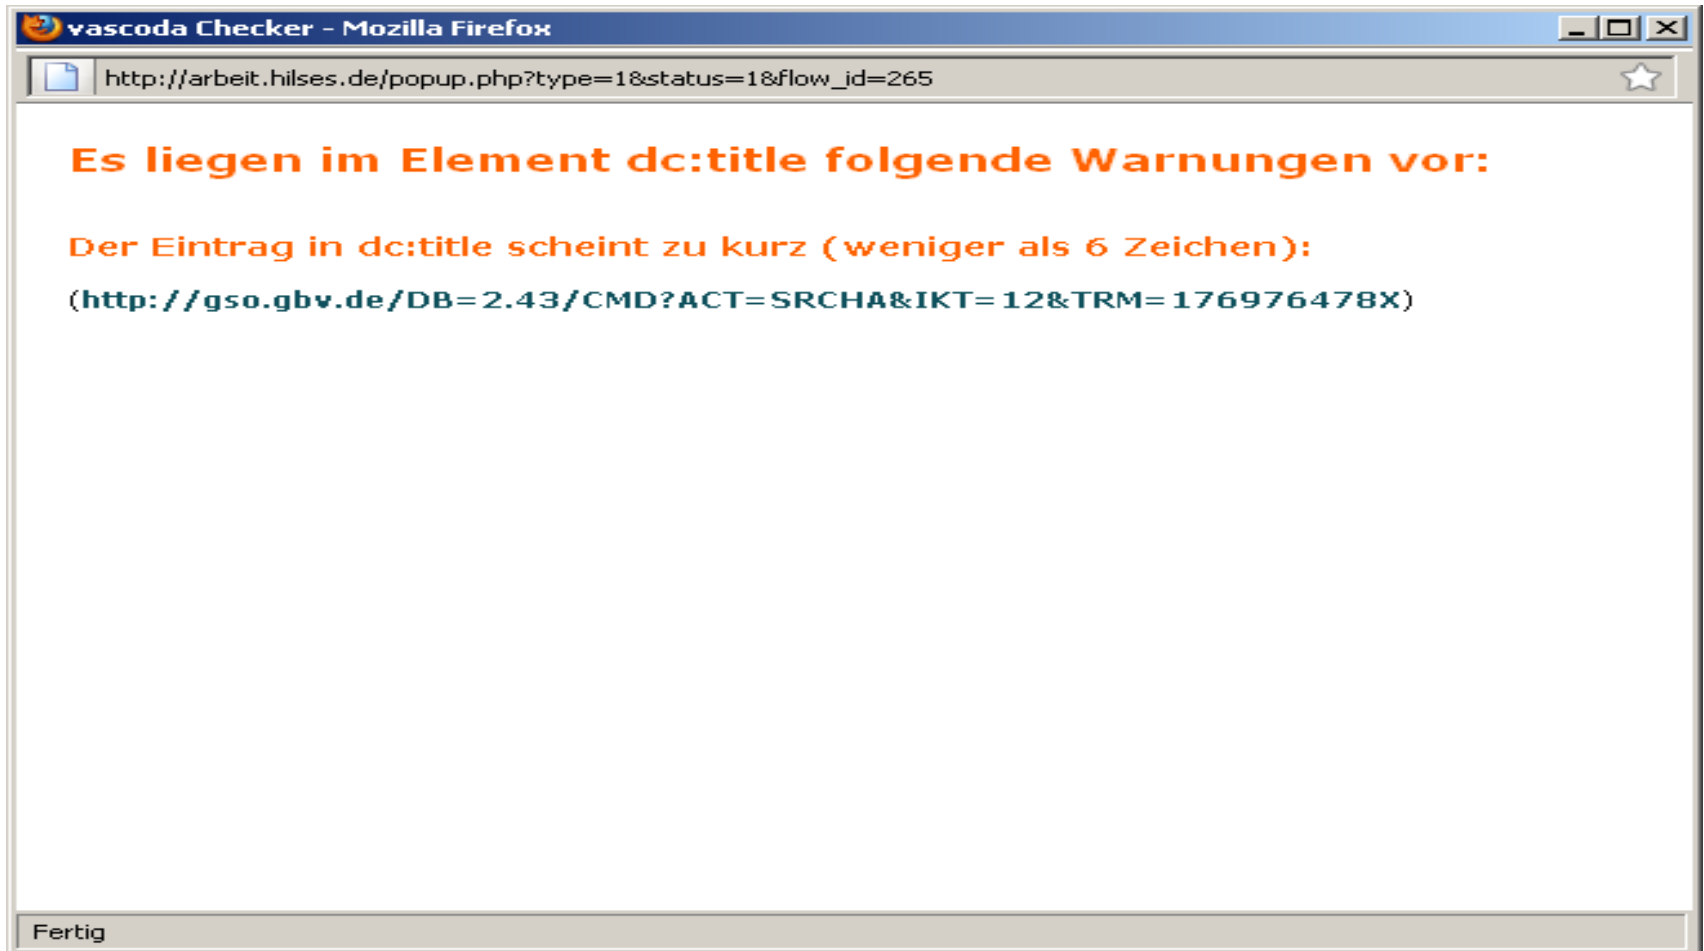 vascoda Checker - Mozilla Firefox
http://arbeit.hilses.de/popup.php?type=1&status=1&flow_id=265
Es liegen im Element dc:title folgende Warnungen vor:
Der Eintrag in dc:title scheint zu kurz (weniger als 6 Zeichen):
(http://gso.gbv.de/DB=2.43/CMD?ACT=SRCHA&IKT=12&TRM=176976478X)
Fertig